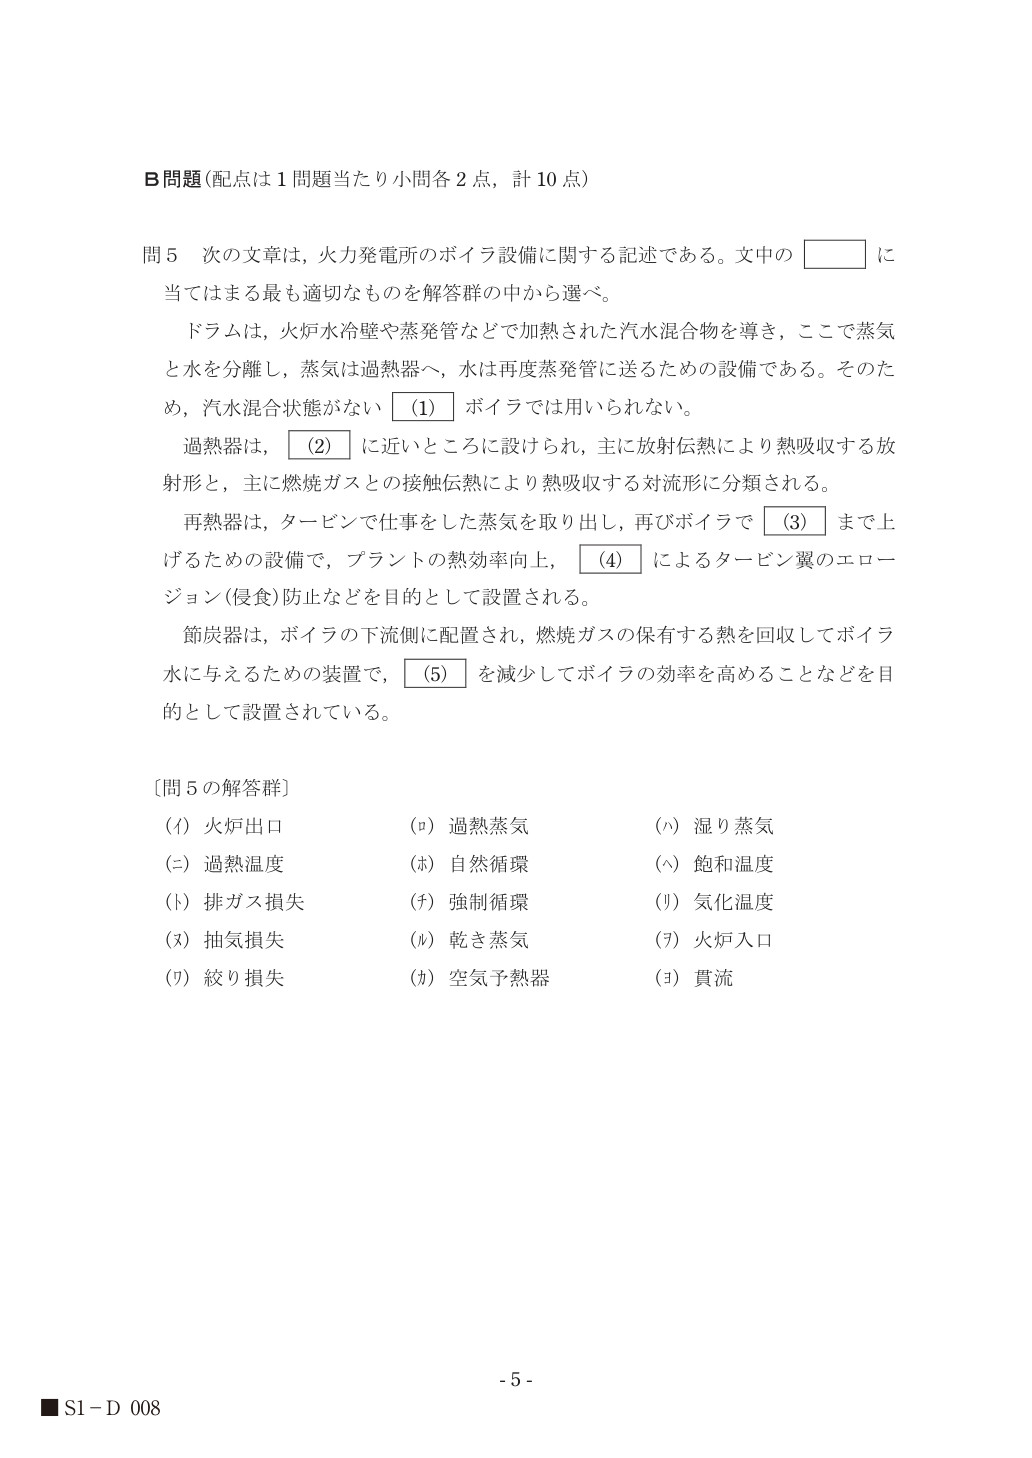 B問題(配点は1問題当たり小問各2点，計10点)
問5　次の文章は，火力発電所のボイラ設備に関する記述である。文中の　　　に
当てはまる最も適切なものを解答群の中から選べ。
ドラムは，火炉水冷壁や蒸発管などで加熱された汽水混合物を導き，ここで蒸気
と水を分離し，蒸気は過熱器へ，水は再度蒸発管に送るための設備である。そのた
め，汽水混合状態がない (1) ボイラでは用いられない。
過熱器は， (2) に近いところに設けられ，主に放射伝熱により熱吸収する放
射形と，主に燃焼ガスとの接触伝熱により熱吸収する対流形に分類される。
再熱器は，タービンで仕事をした蒸気を取り出し，再びボイラで (3) まで上
げるための設備で，プラントの熱効率向上， (4) によるタービン翼のエロー
ジョン(侵食)防止などを目的として設置される。
節炭器は，ボイラの下流側に配置され，燃焼ガスの保有する熱を回収してボイラ
水に与えるための装置で， (5) を減少してボイラの効率を高めることなどを目
的として設置されている。
〔問5の解答群〕
(イ) 火炉出口　(ロ) 過熱蒸気　(ハ) 湿り蒸気
(ニ) 過熱温度　(ホ) 自然循環　(ヘ) 飽和温度
(ト) 排ガス損失　(チ) 強制循環　(リ) 気化温度
(ヌ) 抽気損失　(ル) 乾き蒸気　(ヲ) 火炉入口
(ワ) 絞り損失　(カ) 空気予熱器　(ヨ) 貫流
- 5 -
■S1－D 008